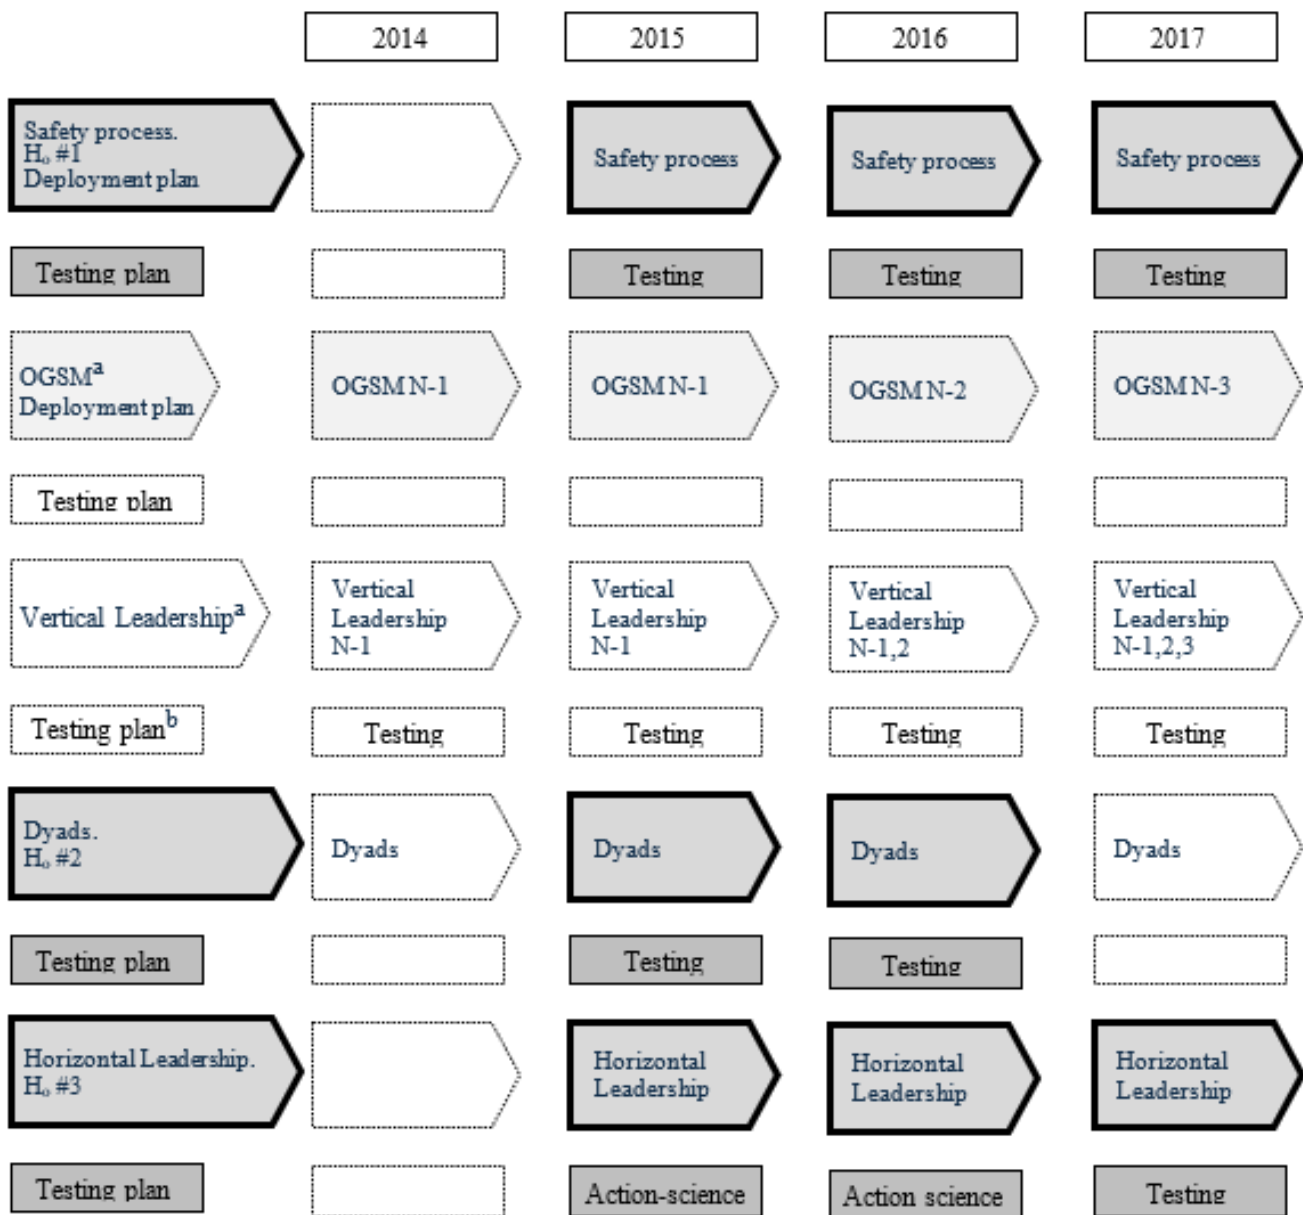 2014 2015 2016 2017
Safety process.
Hₒ #1
Deployment plan
Safety process Safety process Safety process
Testing plan Testing Testing Testing
OGSMᵃ
Deployment plan
OGSM N-1 OGSM N-1 OGSM N-2 OGSM N-3
Testing plan
Vertical Leadershipᵃ
Vertical
Leadership
N-1
Vertical
Leadership
N-1
Vertical
Leadership
N-1,2
Vertical
Leadership
N-1,2,3
Testing planᵇ Testing Testing Testing Testing
Dyads.
Hₒ #2
Dyads Dyads Dyads Dyads
Testing plan Testing Testing
Horizontal Leadership.
Hₒ #3
Horizontal
Leadership
Horizontal
Leadership
Horizontal
Leadership
Testing plan Action-science Action science Testing